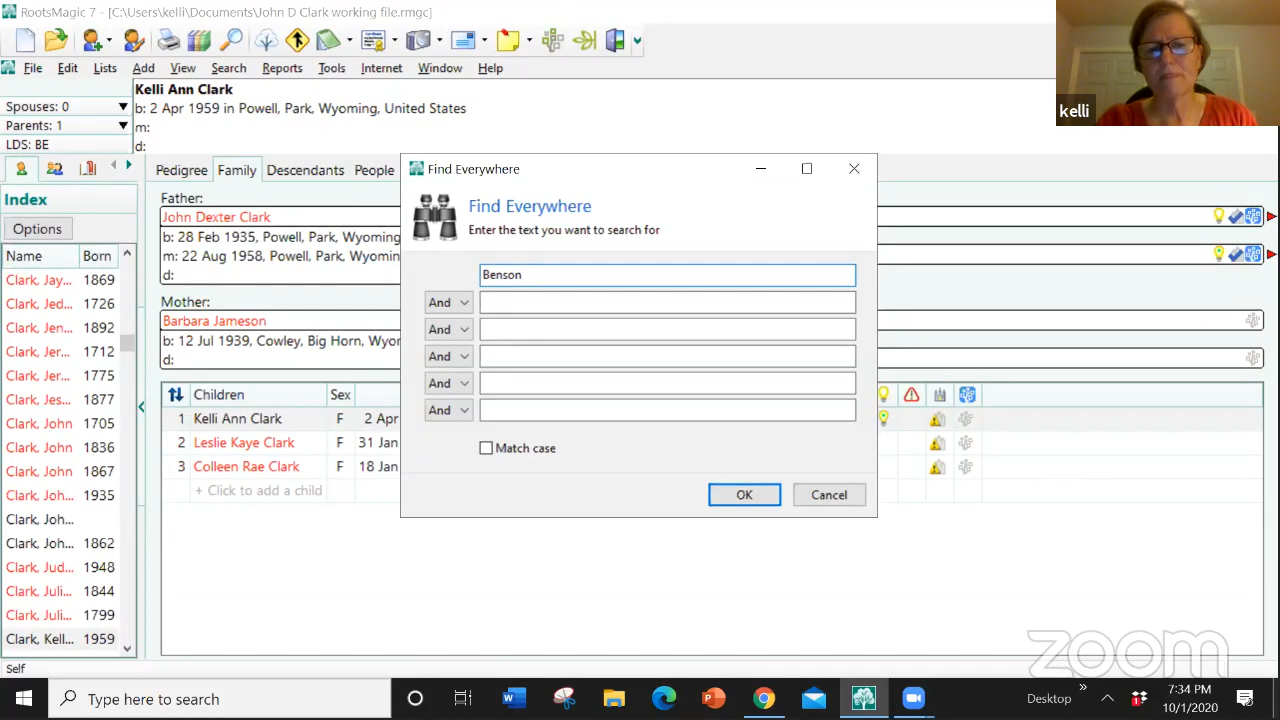 RootsMagic 7 - [C:\Users\kelli\Documents\John D Clark working file.rmgc]
File Edit Lists Add View Search Reports Tools Internet Window Help
Kelli Ann Clark
Spouses: 0
b: 2 Apr 1959 in Powell, Park, Wyoming, United States
Parents: 1
m:
LDS: BE
d:
kelli
Pedigree Family Descendants People
Index
Options
Name Born
Clark, Jay... 1869
Clark, Jed... 1726
Clark, Jen... 1892
Clark, Jer... 1712
Clark, Jer... 1775
Clark, Jes... 1877
Clark, John 1705
Clark, John 1836
Clark, John 1867
Clark, Joh... 1935
Clark, Joh...
Clark, Joh... 1862
Clark, Jud... 1948
Clark, Juli... 1844
Clark, Juli... 1799
Clark, Kell... 1959
Father:
John Dexter Clark
b: 28 Feb 1935, Powell, Park, Wyoming
m: 22 Aug 1958, Powell, Park, Wyoming
d:
Mother:
Barbara Jameson
b: 12 Jul 1939, Cowley, Big Horn, Wyor
d:
Children Sex
1 Kelli Ann Clark F 2 Apr
2 Leslie Kaye Clark F 31 Jan
3 Colleen Rae Clark F 18 Jan
+ Click to add a child
Find Everywhere
Find Everywhere
Enter the text you want to search for
Benson
And
And
And
And
And
Match case
OK Cancel
zoom
Self
Type here to search
Desktop
7:34 PM
10/1/2020